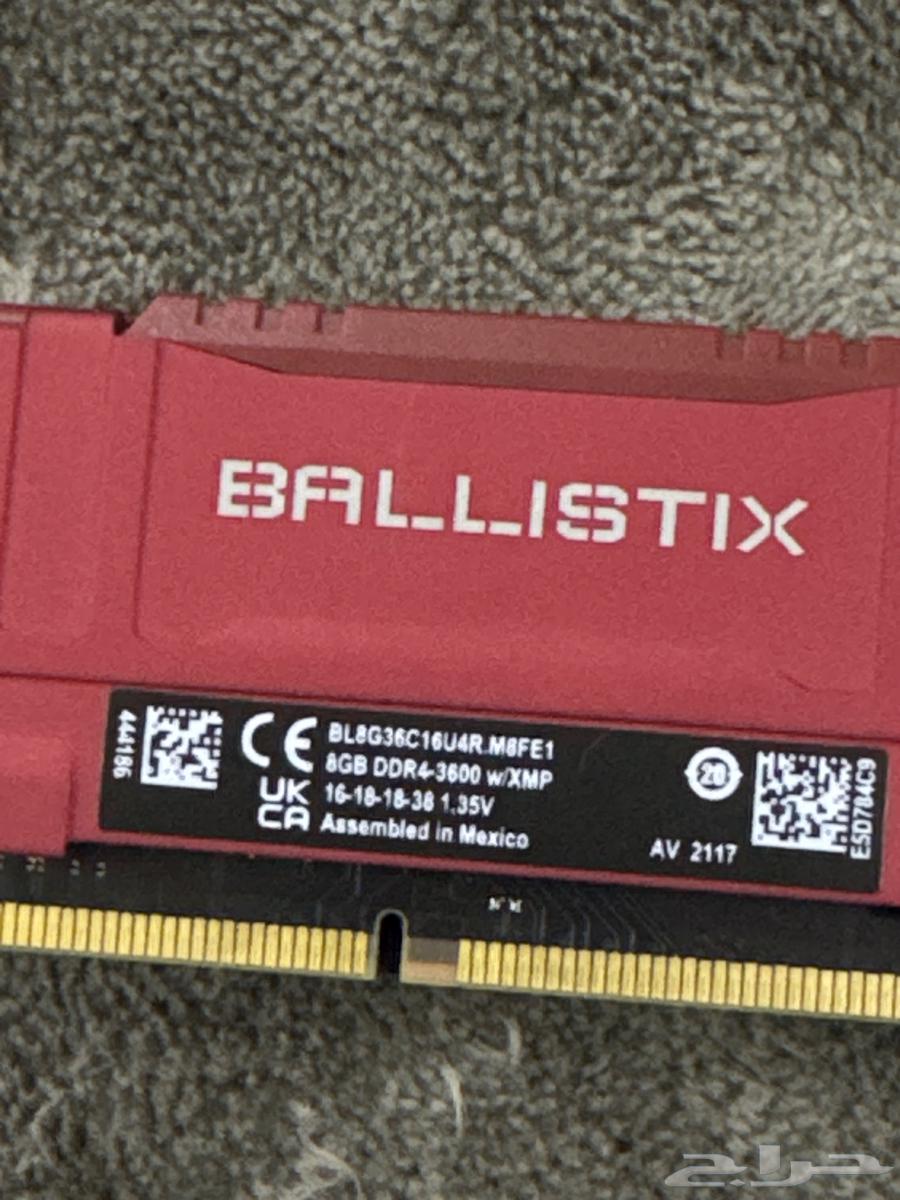 BALLISTIX
444186
CE
BL8G36C16U4R.M8FE1
8GB DDR4-3600 w/XMP
UK
CA
16-18-18-38 1.35V
Assembled in Mexico
20
AV 2117
E5D784C9
حراج